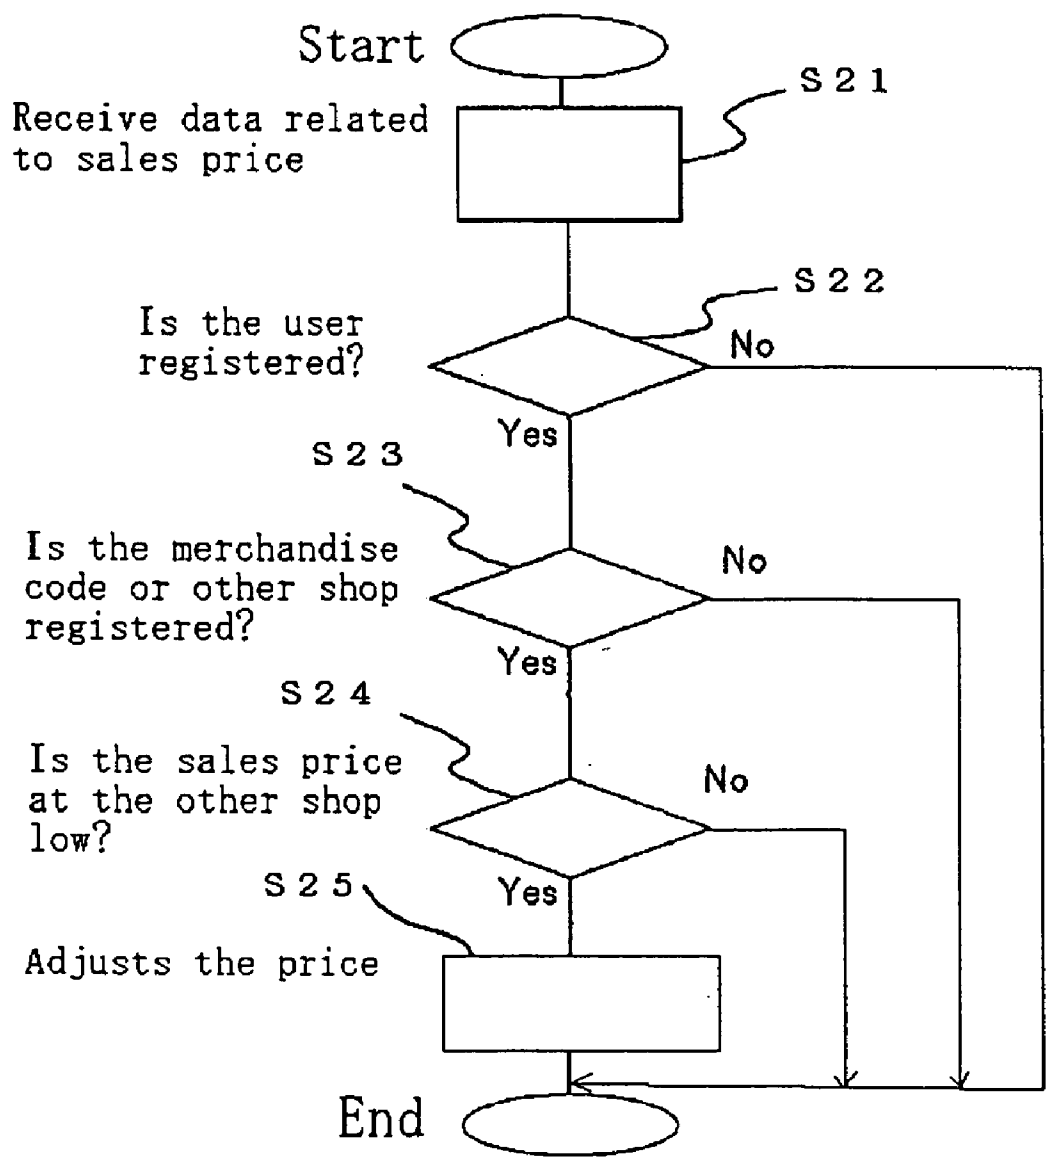 Start
S21
Receive data related
to sales price
S22
Is the user
registered?
No
Yes
S23
Is the merchandise
code or other shop
registered?
No
Yes
S24
Is the sales price
at the other shop
low?
No
Yes
S25
Adjusts the price
End